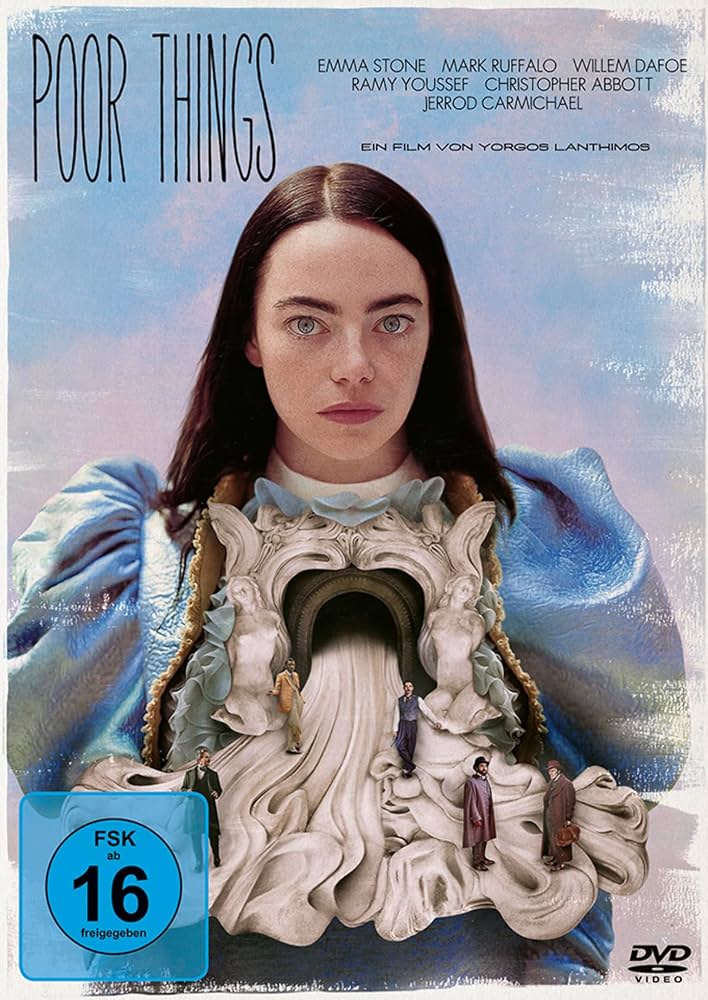 POOR THINGS
EMMA STONE MARK RUFFALO WILLEM DAFOE
RAMY YOUSSEF CHRISTOPHER ABBOTT
JERROD CARMICHAEL
EIN FILM VON YORGOS LANTHIMOS
FSK
ab
16
freigegeben
DVD
VIDEO